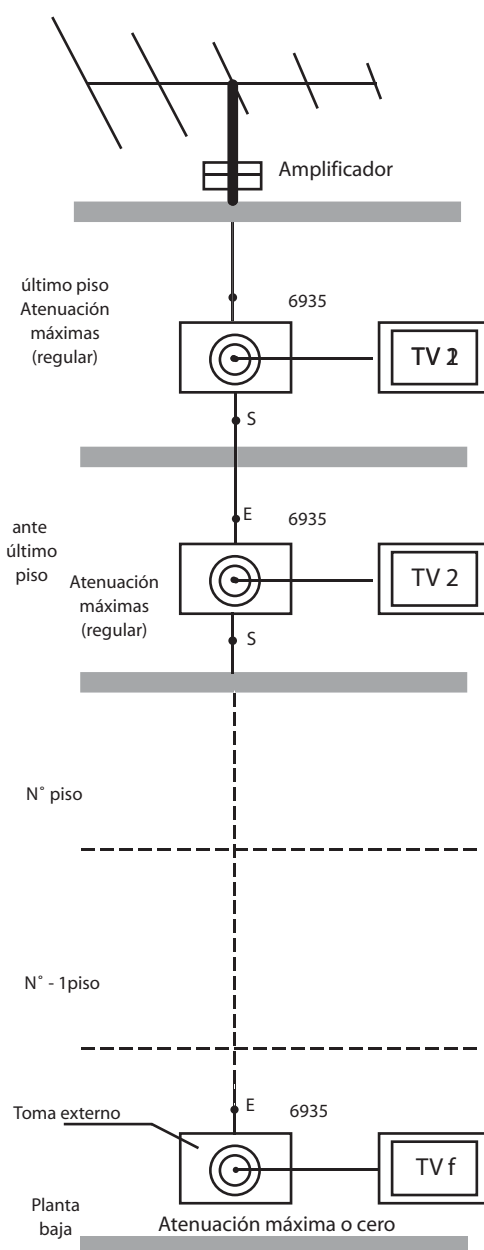 Amplificador
último piso
Atenuación
máximas
(regular)
6935
TV
S
E
6935
ante
último
piso
Atenuación
máximas
(regular)
TV 2
S
N° piso
N° - 1piso
E
6935
Toma externo
TV f
Planta
baja
Atenuación máxima o cero